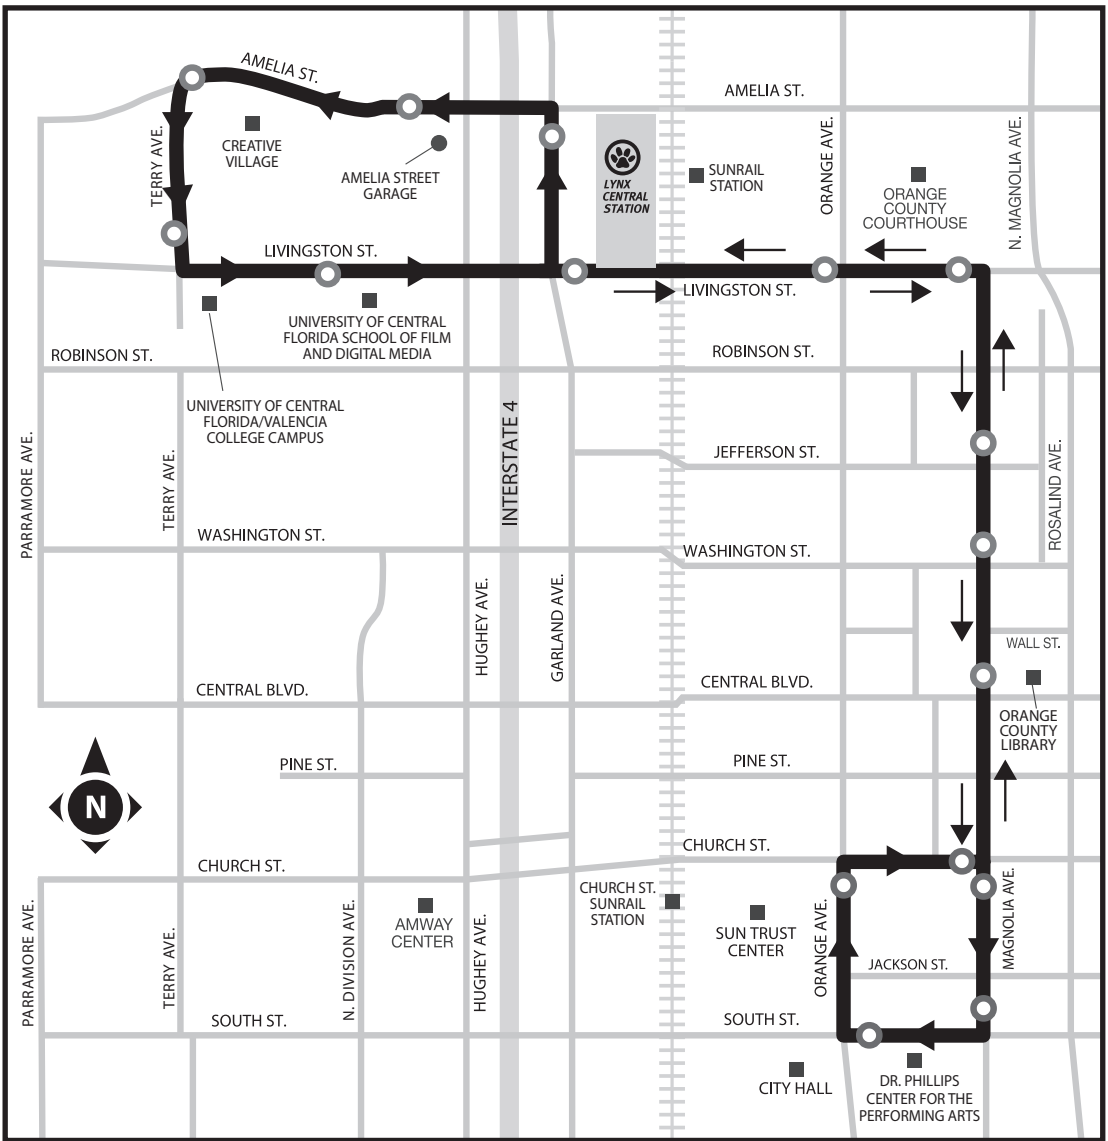 AMELIA ST.
AMELIA ST.
TERRY AVE.
CREATIVE
VILLAGE
AMELIA STREET
GARAGE
LYNX
CENTRAL
STATION
SUNRAIL
STATION
ORANGE AVE.
ORANGE
COUNTY
COURTHOUSE
N. MAGNOLIA AVE.
LIVINGSTON ST.
LIVINGSTON ST.
UNIVERSITY OF CENTRAL
FLORIDA SCHOOL OF FILM
AND DIGITAL MEDIA
ROBINSON ST.
ROBINSON ST.
UNIVERSITY OF CENTRAL
FLORIDA/VALENCIA
COLLEGE CAMPUS
PARRAMORE AVE.
TERRY AVE.
INTERSTATE 4
JEFFERSON ST.
ROSALIND AVE.
WASHINGTON ST.
WASHINGTON ST.
HUGHEY AVE.
GARLAND AVE.
WALL ST.
CENTRAL BLVD.
CENTRAL BLVD.
ORANGE
COUNTY
LIBRARY
PINE ST.
PINE ST.
N
CHURCH ST.
CHURCH ST.
PARRAMORE AVE.
TERRY AVE.
N. DIVISION AVE.
AMWAY
CENTER
HUGHEY AVE.
CHURCH ST.
SUNRAIL
STATION
SUN TRUST
CENTER
ORANGE AVE.
MAGNOLIA AVE.
JACKSON ST.
SOUTH ST.
SOUTH ST.
CITY HALL
DR. PHILLIPS
CENTER FOR THE
PERFORMING ARTS